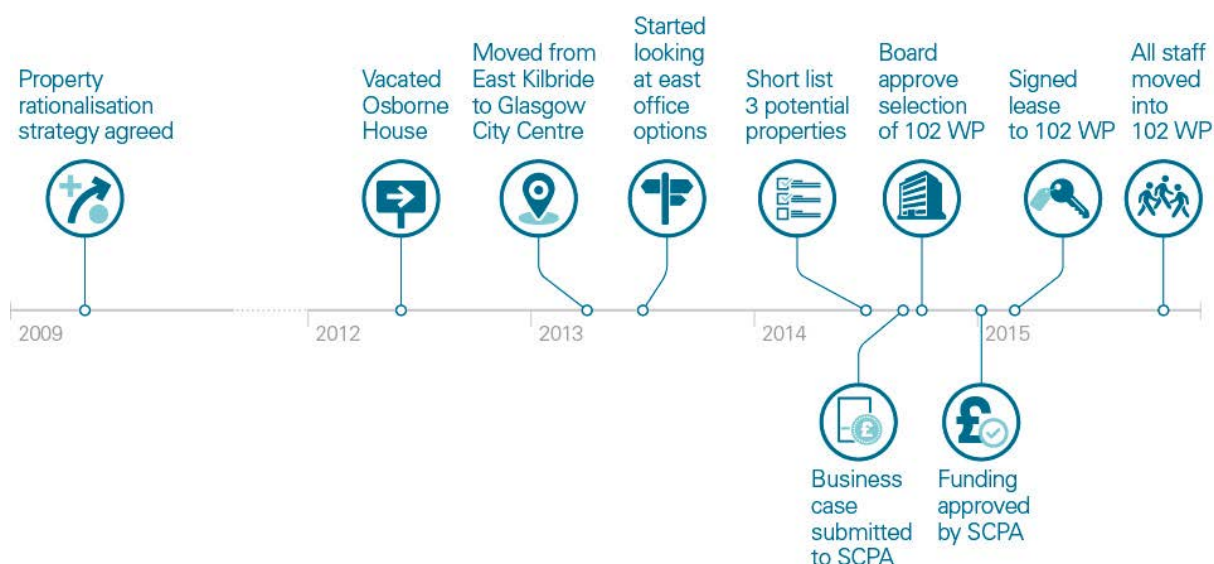 Property
rationalisation
strategy agreed
Vacated
Osborne
House
Moved from
East Kilbride
to Glasgow
City Centre
Started
looking
at east
office
options
Short list
3 potential
properties
Board
approve
selection
of 102 WP
Signed
lease
to 102 WP
All staff
moved
into
102 WP
£
£
2009
2012
2013
2014
2015
Business
case
submitted
to SCPA
Funding
approved
by SCPA